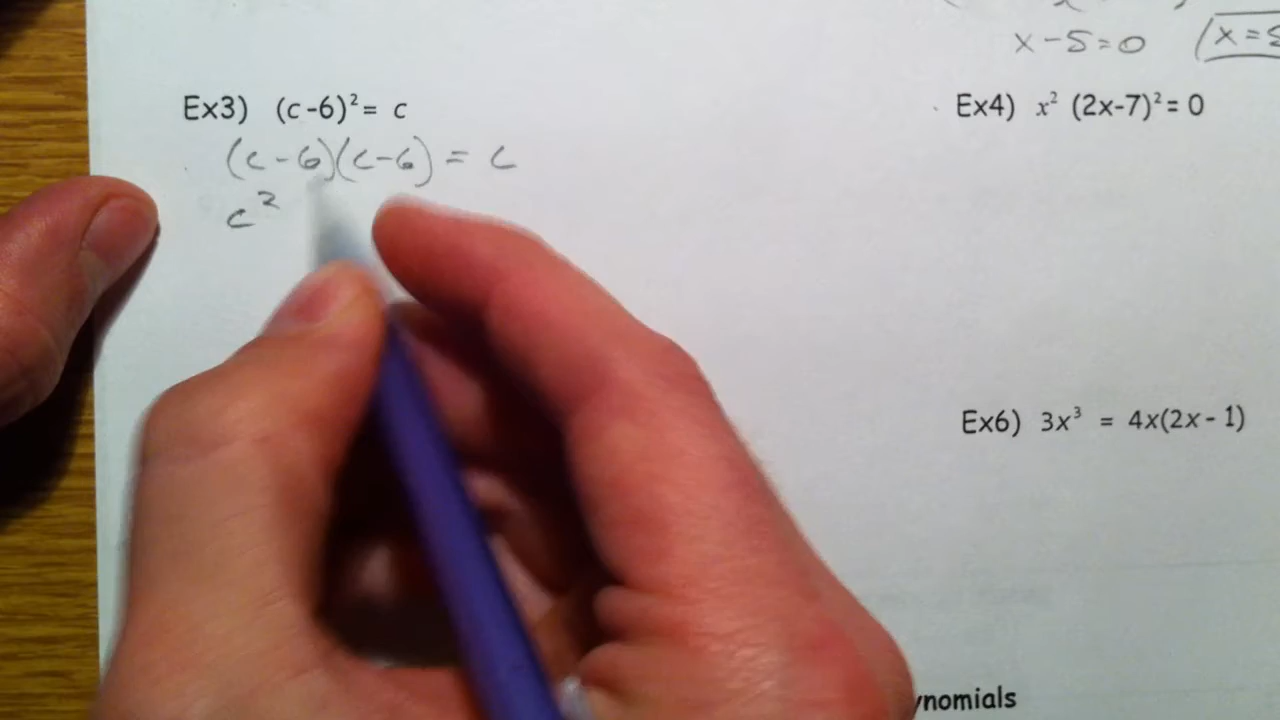 x - 5 = 0 (x = 5
Ex3) (c -6)² = c
(c - 6)(c - 6) = c
c²
Ex4) x² (2x-7)² = 0
Ex6) 3x³ = 4x(2x - 1)
ynomials